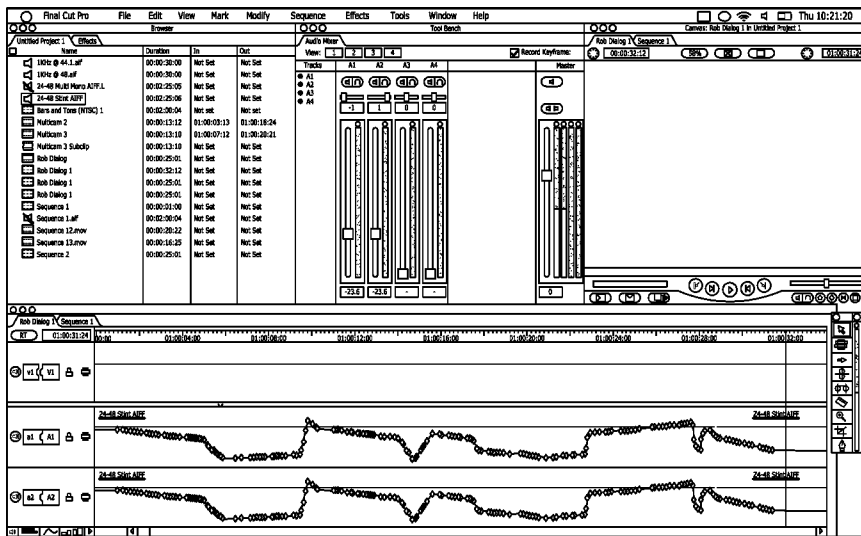 Final Cut Pro File Edit View Mark Modify Sequence Effects Tools Window Help Thu 10:21:20
Browser
Tool Bench
Canvas: Rob Dialog 1 in Untitled Project 1
Untitled Project 1 Effects
Name Duration In Out
1KHz @ 44.1.aif 00:00:30:00 Not Set Not Set
1KHz @ 48.aif 00:00:30:00 Not Set Not Set
24-48 Multi Mono AIFF.L 00:02:25:05 Not Set Not Set
24-48 Stint AIFF 00:02:25:06 Not Set Not Set
Bars and Tons (NTSC) 1 00:02:00:04 Not set Not set
Multicam 2 00:00:13:12 01:00:03:13 01:00:18:24
Multicam 3 00:00:13:10 01:00:07:12 01:00:20:21
Multicam 3 Subclip 00:00:13:10 Not Set Not Set
Rob Dialog 00:00:25:01 Not Set Not Set
Rob Dialog 1 00:00:32:12 Not Set Not Set
Rob Dialog 1 00:00:25:01 Not Set Not Set
Rob Dialog 1 00:00:25:01 Not Set Not Set
Sequence 1 00:00:01:00 Not Set Not Set
Sequence 1.aif 00:02:00:04 Not Set Not Set
Sequence 12.mov 00:00:20:22 Not Set Not Set
Sequence 13.mov 00:00:16:25 Not Set Not Set
Sequence 2 00:00:25:01 Not Set Not Set
Audio Mixer
View: 1 2 3 4 Record Keyframe:
Tracks A1 A2 A3 A4 Master
A1
A2
A3
A4
-1 1 0 0
-23.6 -23.6 - - 0
Rob Dialog 1 Sequence 1
00:00:32:12 98% 01:00:31:24
Rob Dialog 1 Sequence 1
RT 01:00:31:24 00:00 01:00:04:00 01:00:08:00 01:00:12:00 01:00:16:00 01:00:20:00 01:00:24:00 01:00:28:00 01:00:32:00
v1 V1
24-48 Stint AIFF 24-48 Stint AIFF
a1 A1
24-48 Stint AIFF 24-48 Stint AIFF
a2 A2